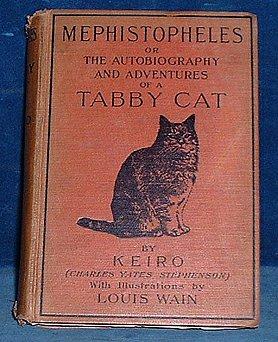 MEPHISTOPHELES
OR
THE AUTOBIOGRAPHY
AND ADVENTURES
OF A
TABBY CAT
BY
KEIRO
(CHARLES YATES STEPHENSON)
With Illustrations by
LOUIS WAIN